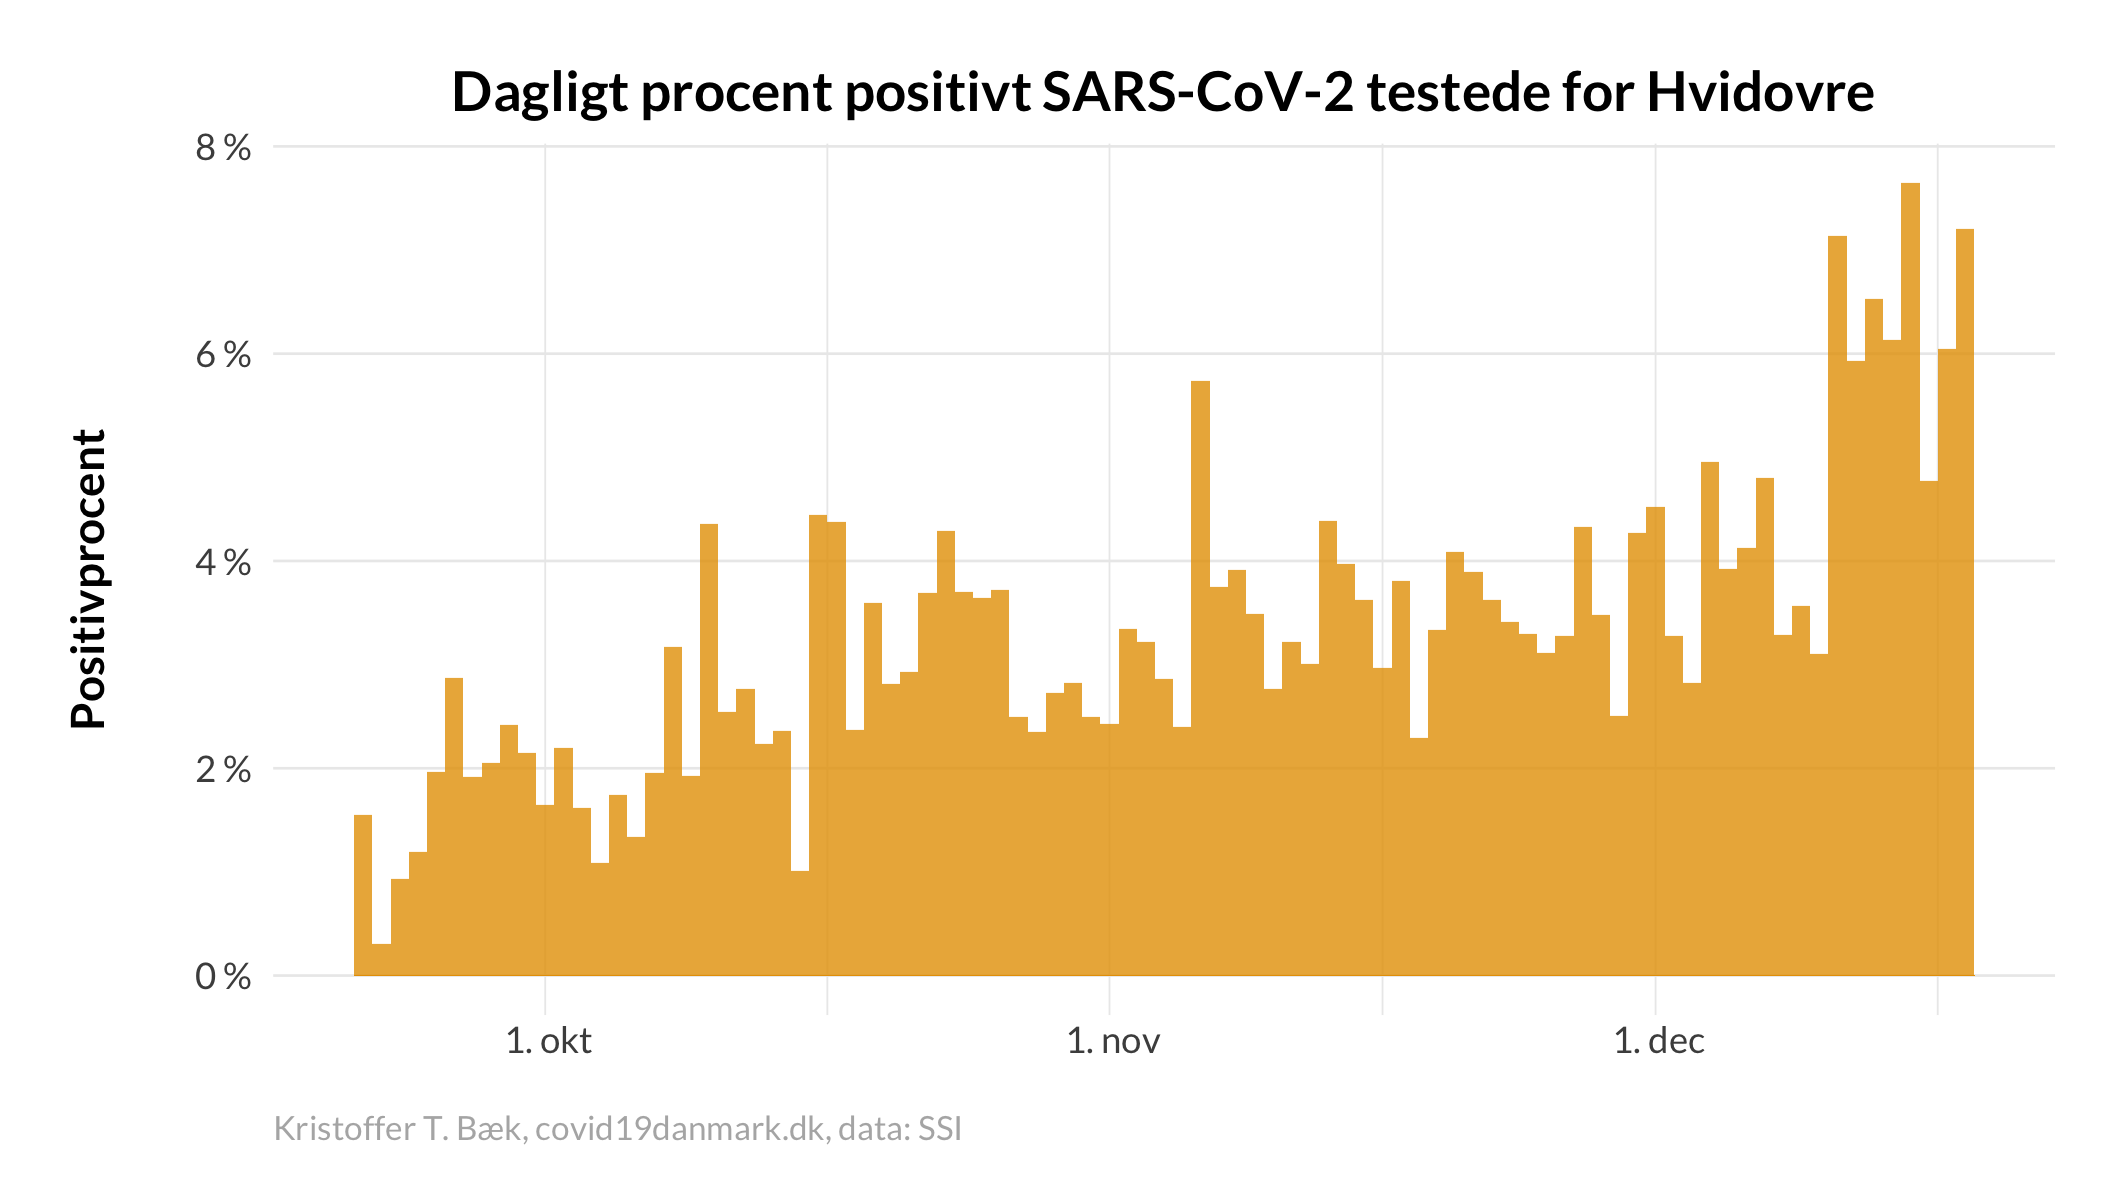 Dagligt procent positivt SARS-CoV-2 testede for Hvidovre
Positivprocent
8 %
6 %
4 %
2 %
0 %
1. okt
1. nov
1. dec
Kristoffer T. Bæk, covid19danmark.dk, data: SSI